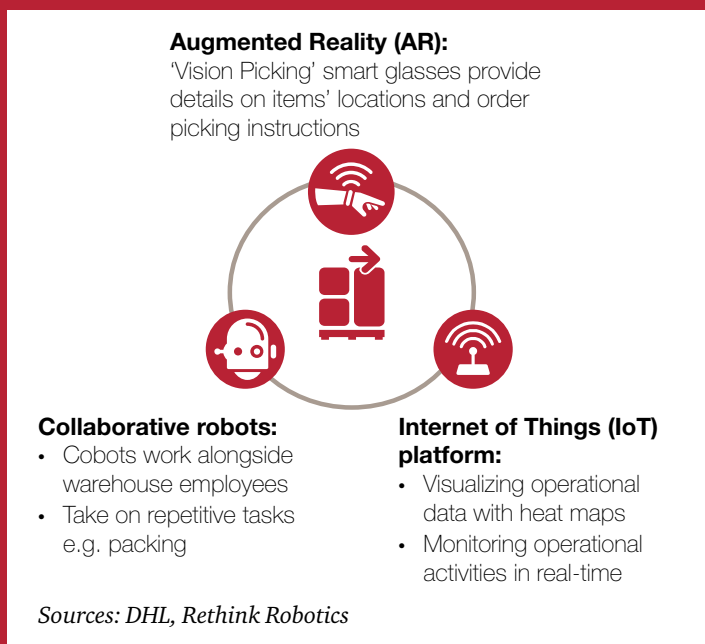 Augmented Reality (AR):
‘Vision Picking’ smart glasses provide
details on items’ locations and order
picking instructions
Collaborative robots:
• Cobots work alongside
warehouse employees
• Take on repetitive tasks
e.g. packing
Internet of Things (IoT)
platform:
• Visualizing operational
data with heat maps
• Monitoring operational
activities in real-time
Sources: DHL, Rethink Robotics